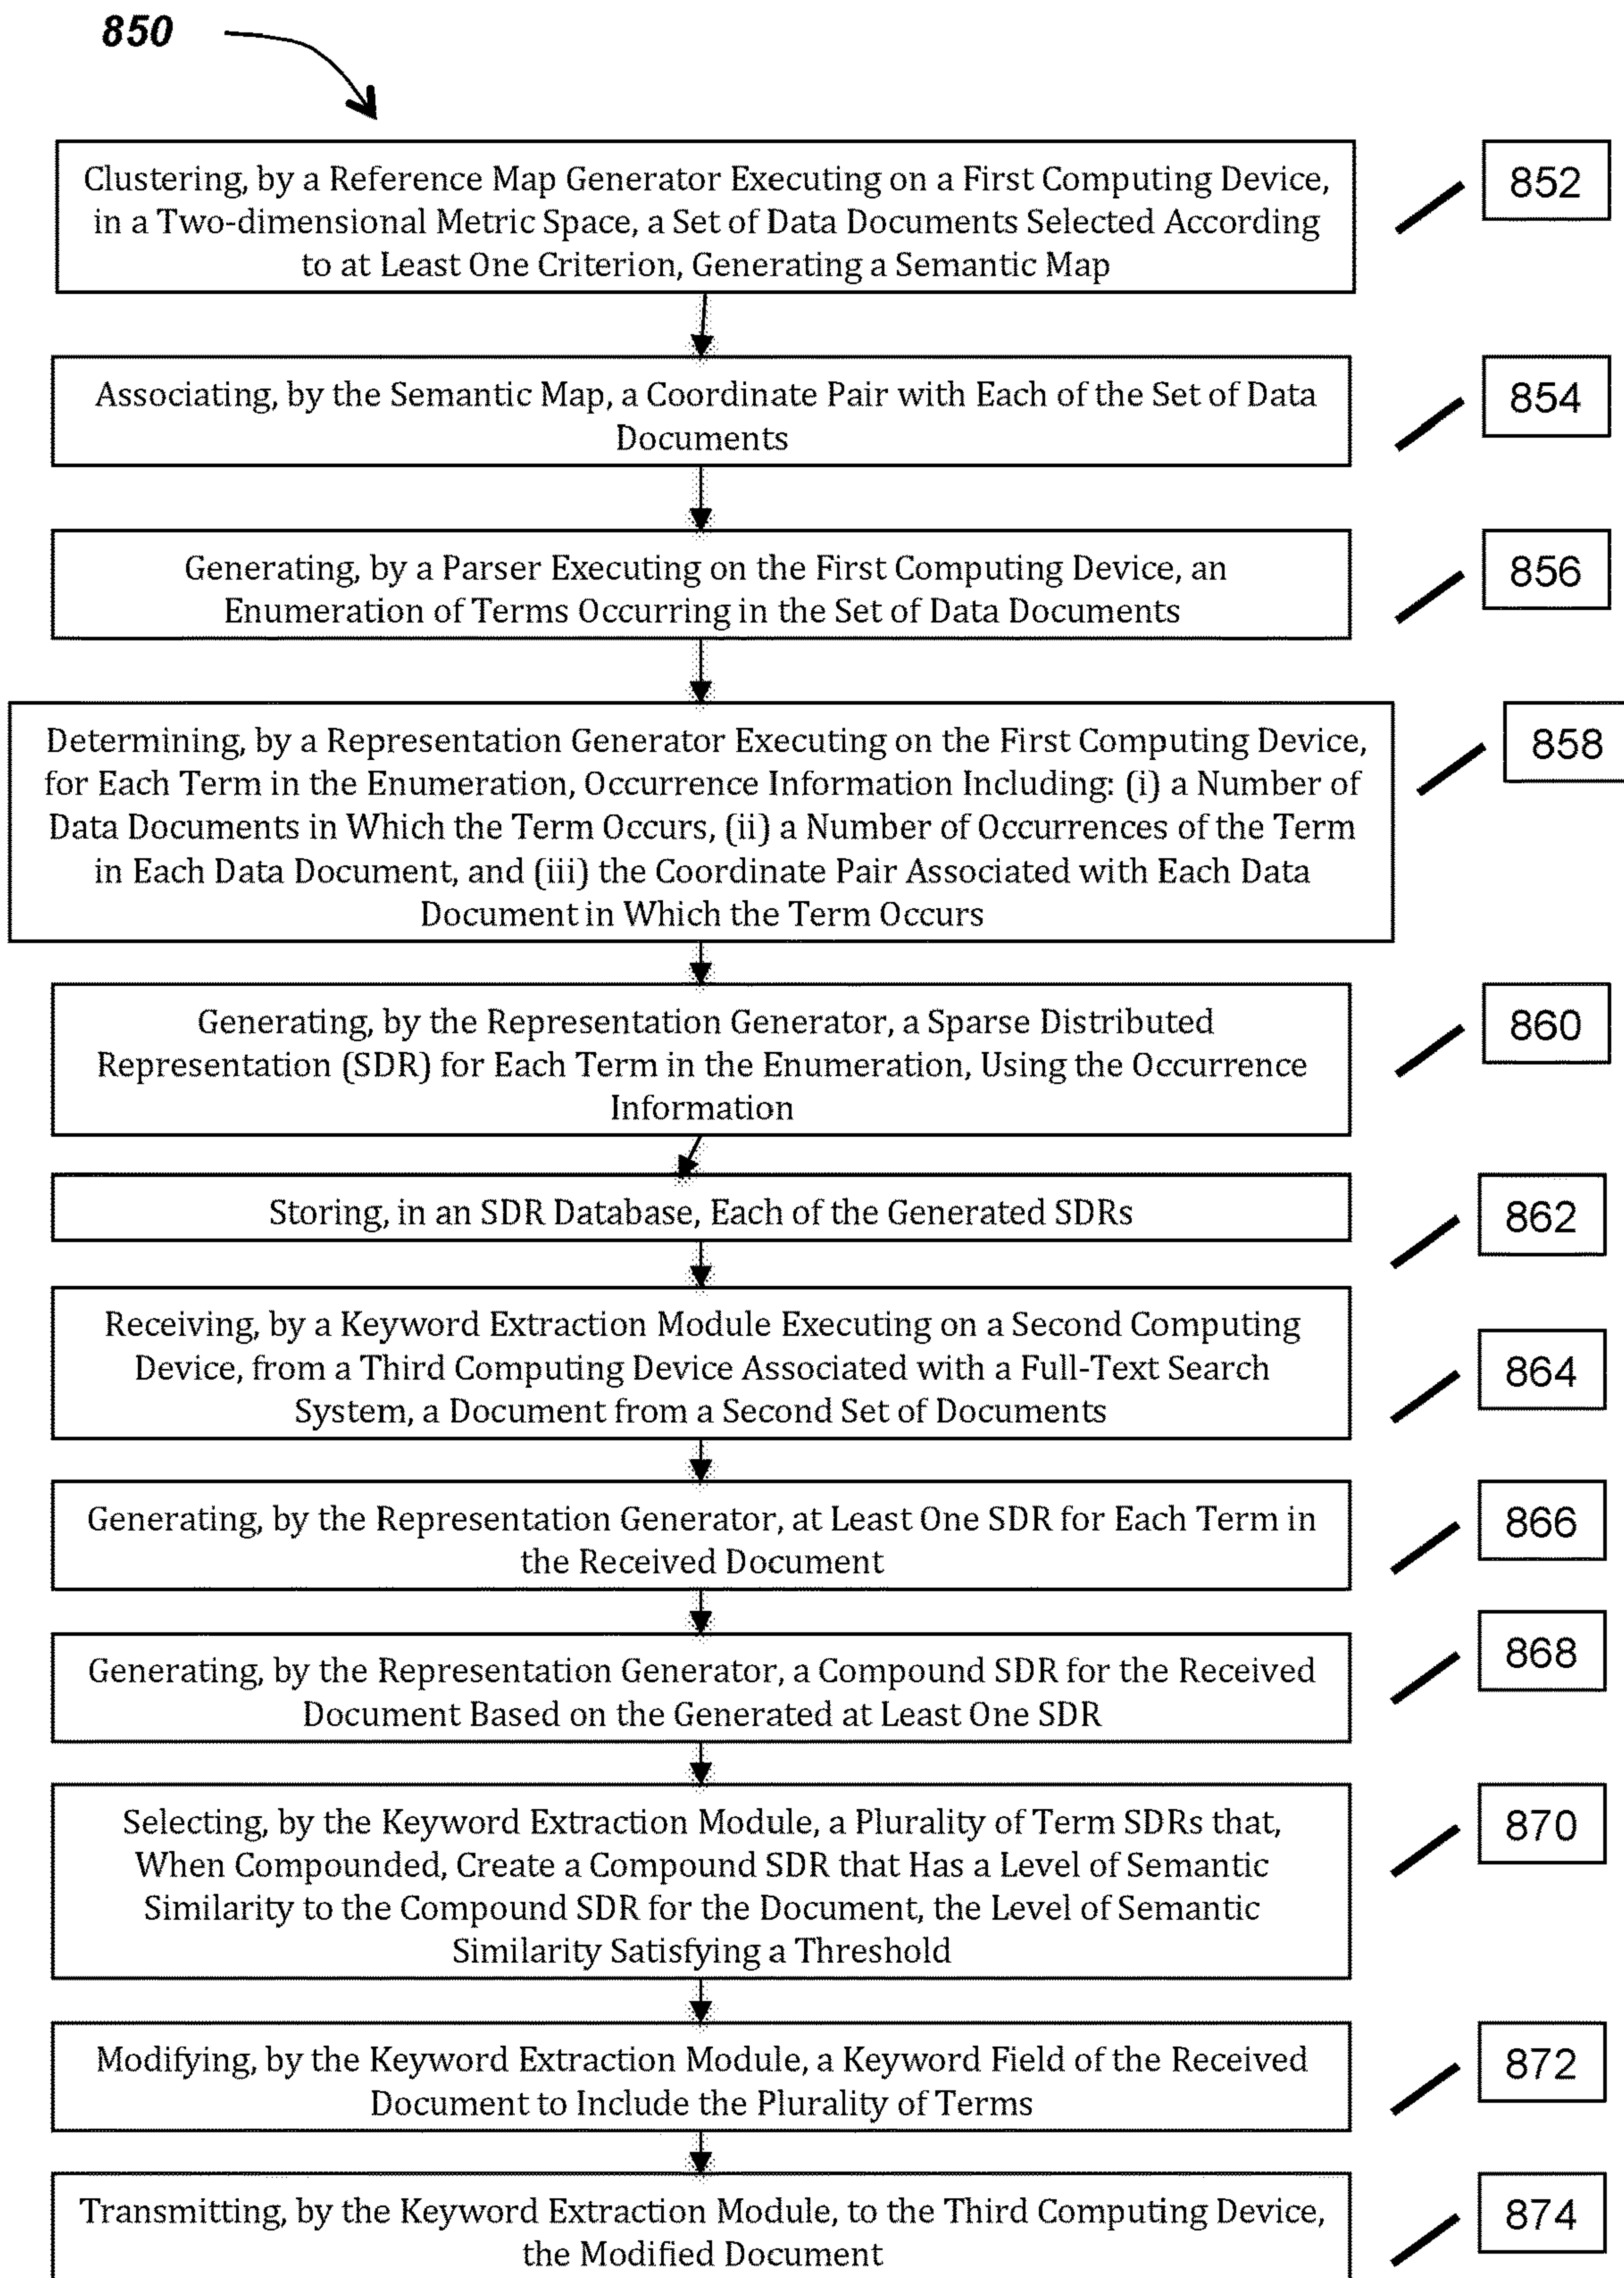 850
Clustering, by a Reference Map Generator Executing on a First Computing Device,
852
in a Two-dimensional Metric Space, a Set of Data Documents Selected According
to at Least One Criterion, Generating a Semantic Map
Associating, by the Semantic Map, a Coordinate Pair with Each of the Set of Data
854
Documents
Generating, by a Parser Executing on the First Computing Device, an
856
Enumeration of Terms Occurring in the Set of Data Documents
Determining, by a Representation Generator Executing on the First Computing Device,
858
for Each Term in the Enumeration, Occurrence Information Including: (i) a Number of
Data Documents in Which the Term Occurs, (ii) a Number of Occurrences of the Term
in Each Data Document, and (iii) the Coordinate Pair Associated with Each Data
Document in Which the Term Occurs
Generating, by the Representation Generator, a Sparse Distributed
860
Representation (SDR) for Each Term in the Enumeration, Using the Occurrence
Information
Storing, in an SDR Database, Each of the Generated SDRs
862
Receiving, by a Keyword Extraction Module Executing on a Second Computing
Device, from a Third Computing Device Associated with a Full-Text Search
864
System, a Document from a Second Set of Documents
Generating, by the Representation Generator, at Least One SDR for Each Term in
866
the Received Document
Generating, by the Representation Generator, a Compound SDR for the Received
868
Document Based on the Generated at Least One SDR
Selecting, by the Keyword Extraction Module, a Plurality of Term SDRs that,
870
When Compounded, Create a Compound SDR that Has a Level of Semantic
Similarity to the Compound SDR for the Document, the Level of Semantic
Similarity Satisfying a Threshold
Modifying, by the Keyword Extraction Module, a Keyword Field of the Received
872
Document to Include the Plurality of Terms
Transmitting, by the Keyword Extraction Module, to the Third Computing Device,
874
the Modified Document